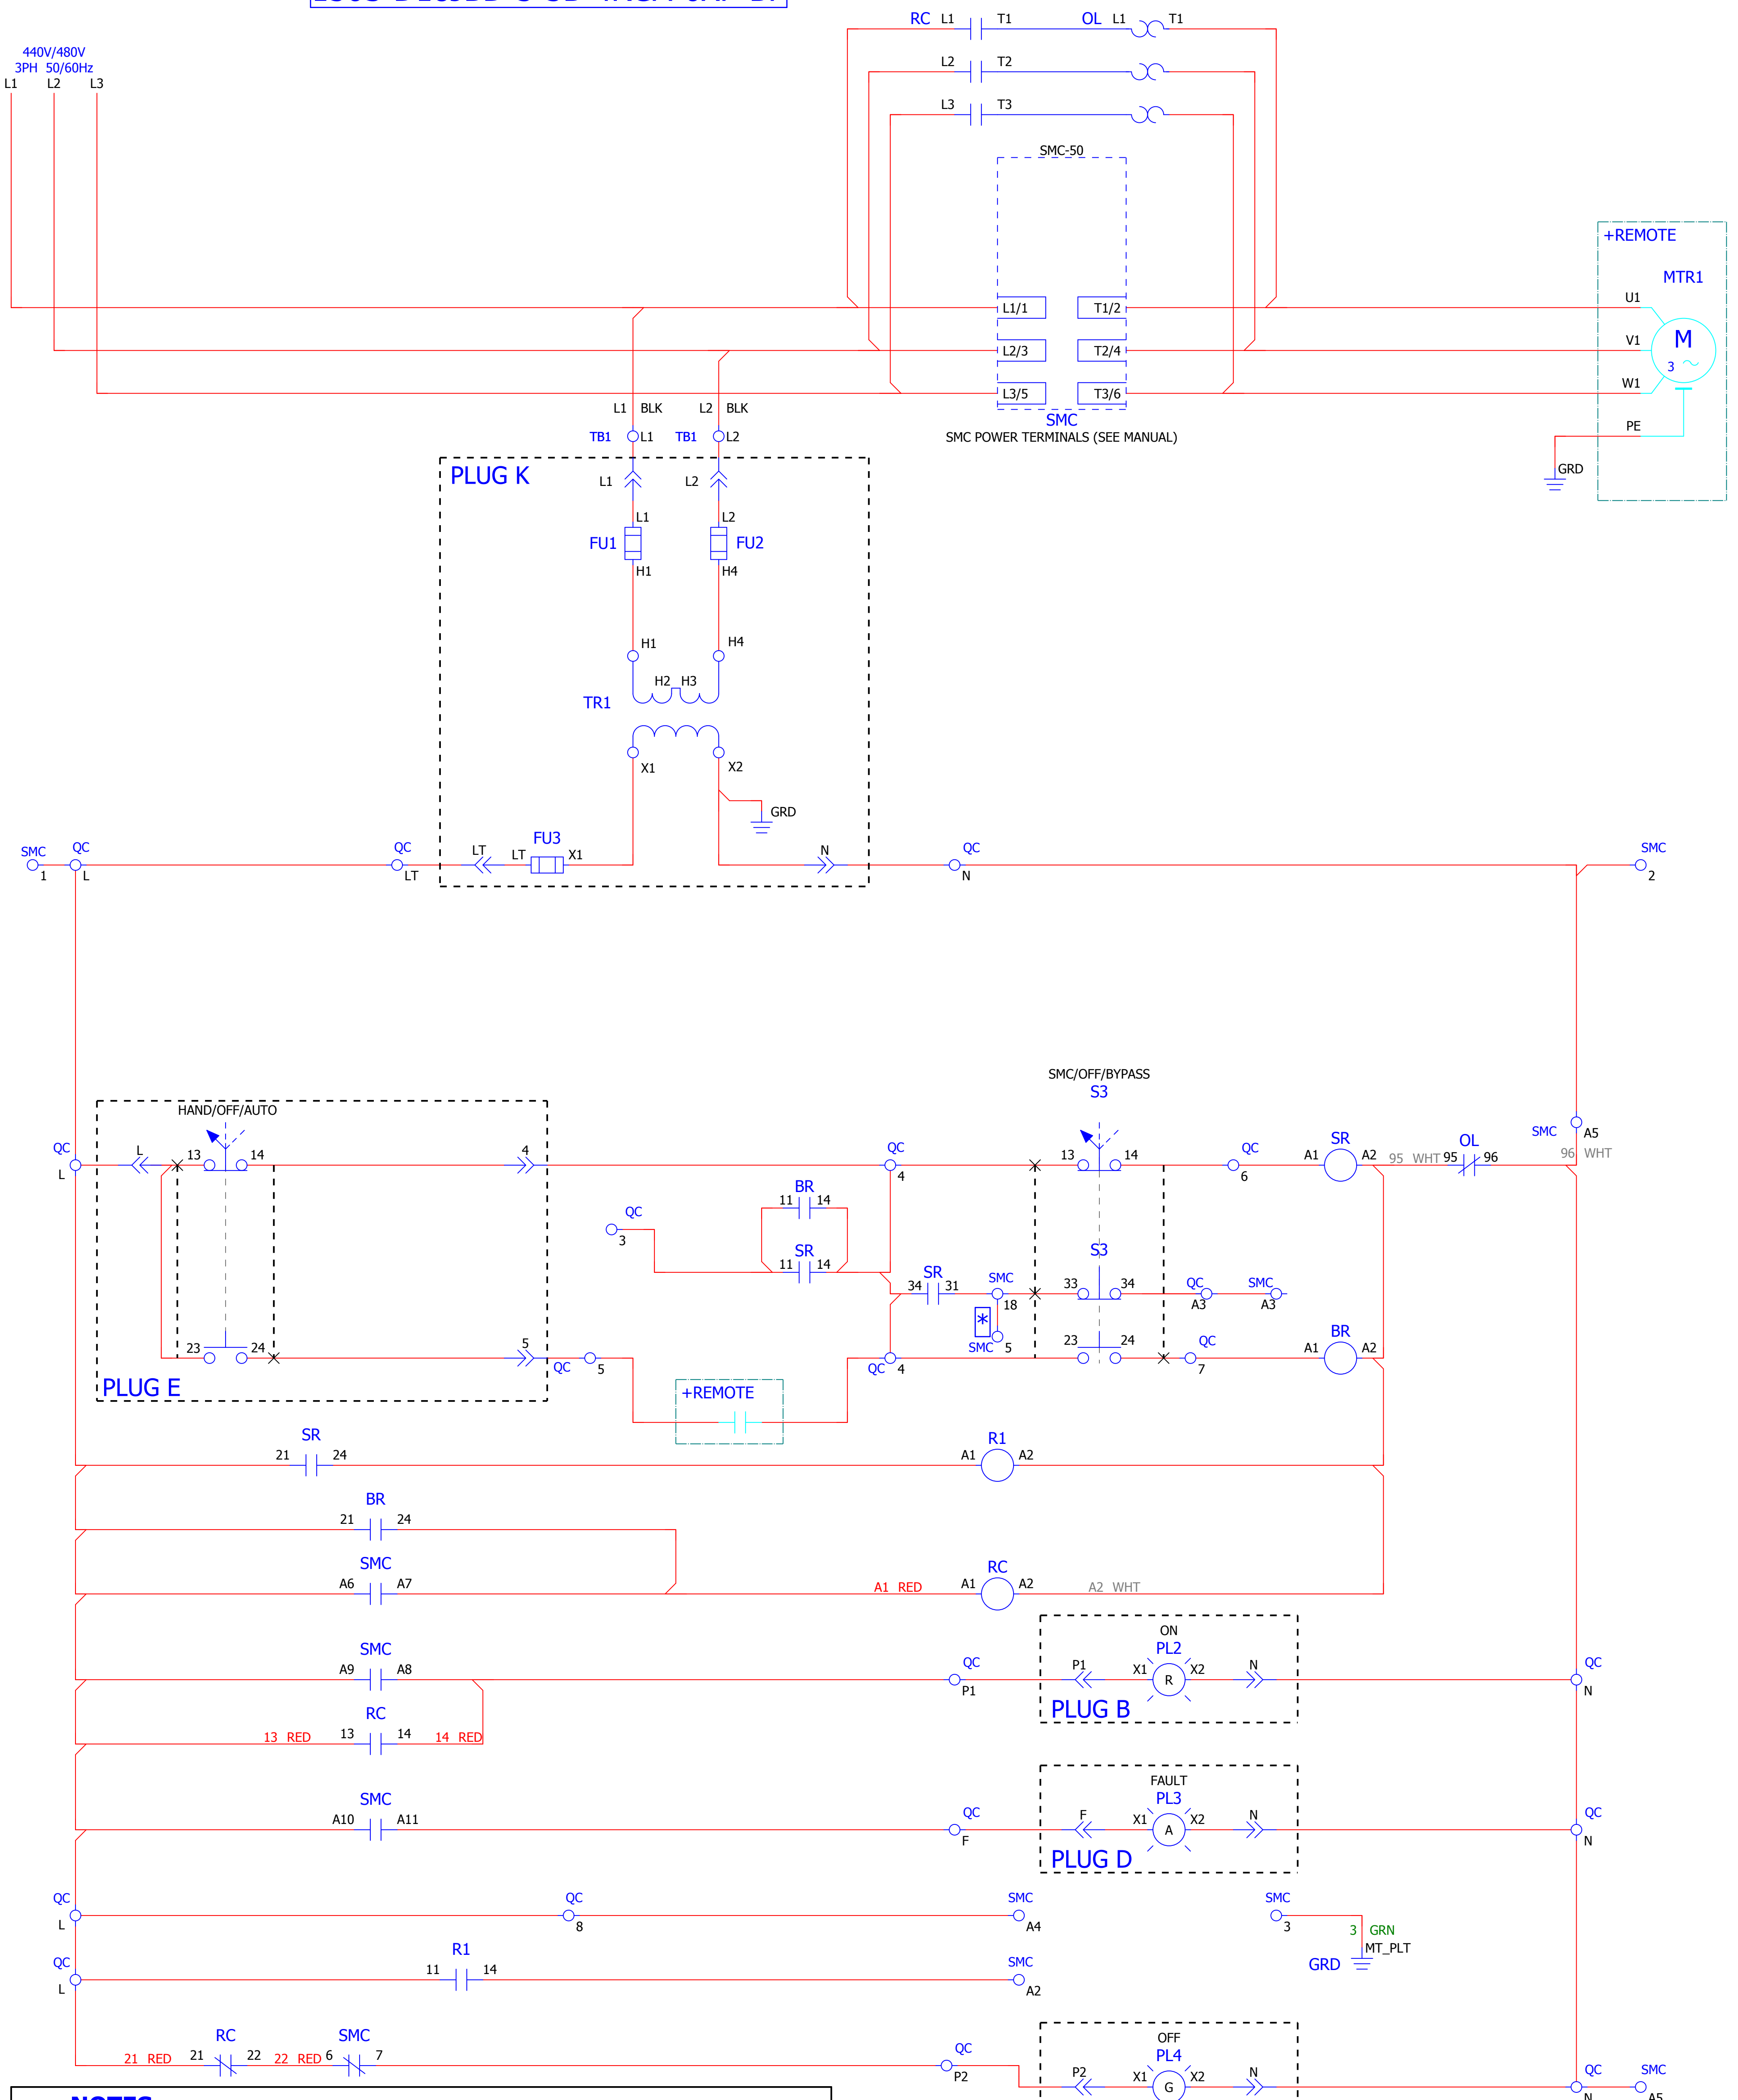 RC L1 T1 OL L1 T1
440V/480V
3PH 50/60Hz
L1 L2 L3
L2 T2
L3 T3
SMC-50
+REMOTE
MTR1
L1/1 T1/2 U1
L2/3 T2/4 V1 M
3
L3/5 T3/6 W1
L1 BLK L2 BLK
SMC
TB1 L1 TB1 L2
SMC POWER TERMINALS (SEE MANUAL)
PE
GRD
PLUG K
L1 L2
L1 L2
FU1 FU2
H1 H4
H1 H4
H2 H3
TR1
X1 X2
GRD
FU3
SMC QC QC LT LT X1 N QC SMC
1 L LT N 2
SMC/OFF/BYPASS
S3
HAND/OFF/AUTO
SMC A5
QC L 13 14 4 QC 13 14 QC SR OL
L 4 6 A1 A2 95 WHT 95 96 96 WHT
BR
11 14
QC
3
SR
11 14
S3
SR
34 31 SMC 33 34 QC SMC
18 A3 A3
*
SMC 5
23 24 5 QC 5 QC 4 23 24 QC 7 BR A1 A2
PLUG E
+REMOTE
SR
21 24
R1
A1 A2
BR
21 24
SMC
A6 A7
RC
A1 RED A1 A2 A2 WHT
ON
SMC
A9 A8
QC
P1
P1 PL2 X1 R X2 N
QC
N
PLUG B
RC
13 RED 13 14 14 RED
FAULT
SMC
A10 A11
QC
F
F PL3 X1 A X2 N
QC
N
PLUG D
QC QC SMC SMC
L 8 A4 3
3 GRN
MT_PLT
GRD
QC R1 SMC
L 11 14 A2
OFF
RC SMC
21 RED 21 22 22 RED 6 7
QC
P2
P2 PL4 X1 G X2 N
QC SMC
N A5